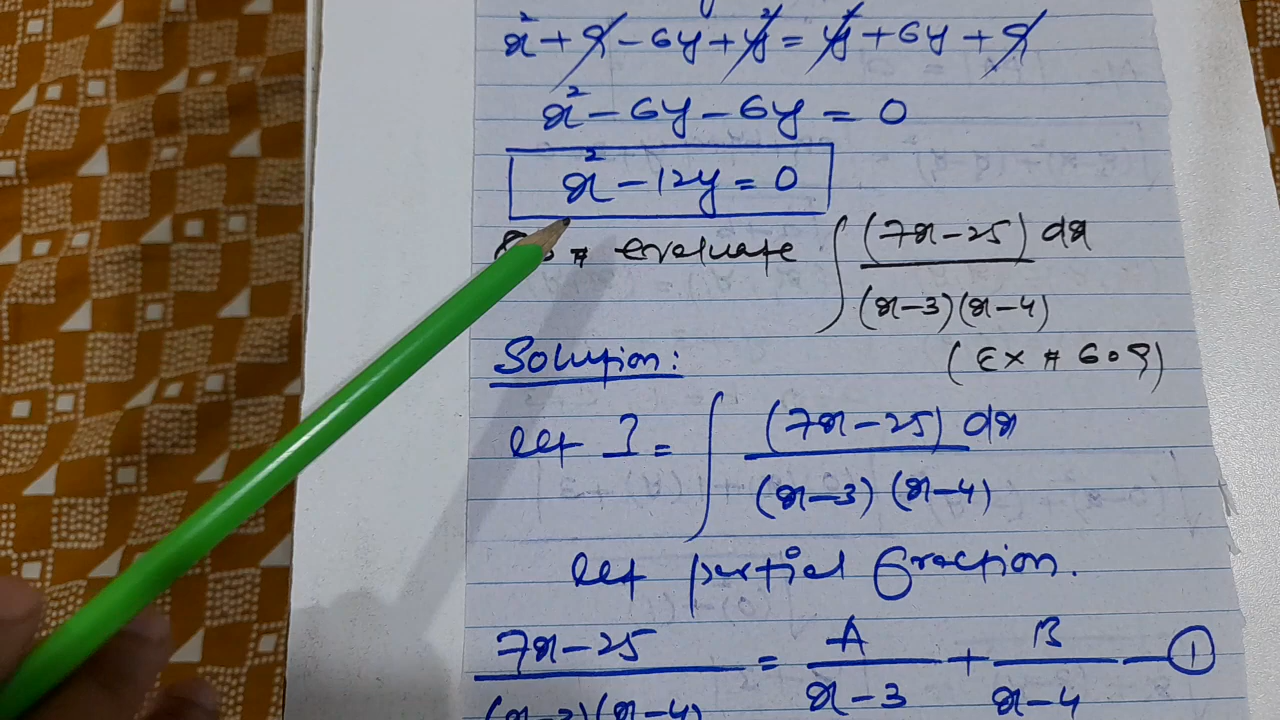 x² + 9 - 6y + y² = y² + 6y + 9
x² - 6y - 6y = 0
x² - 12y = 0
evaluate ∫ (7x-25) dx / (x-3)(x-4)
(Ex # 6.9)
Solution:
let I = ∫ (7x-25) dx / (x-3)(x-4)
let partial fraction.
7x-25 / (x-3)(x-4) = A / x-3 + B / x-4 — ①